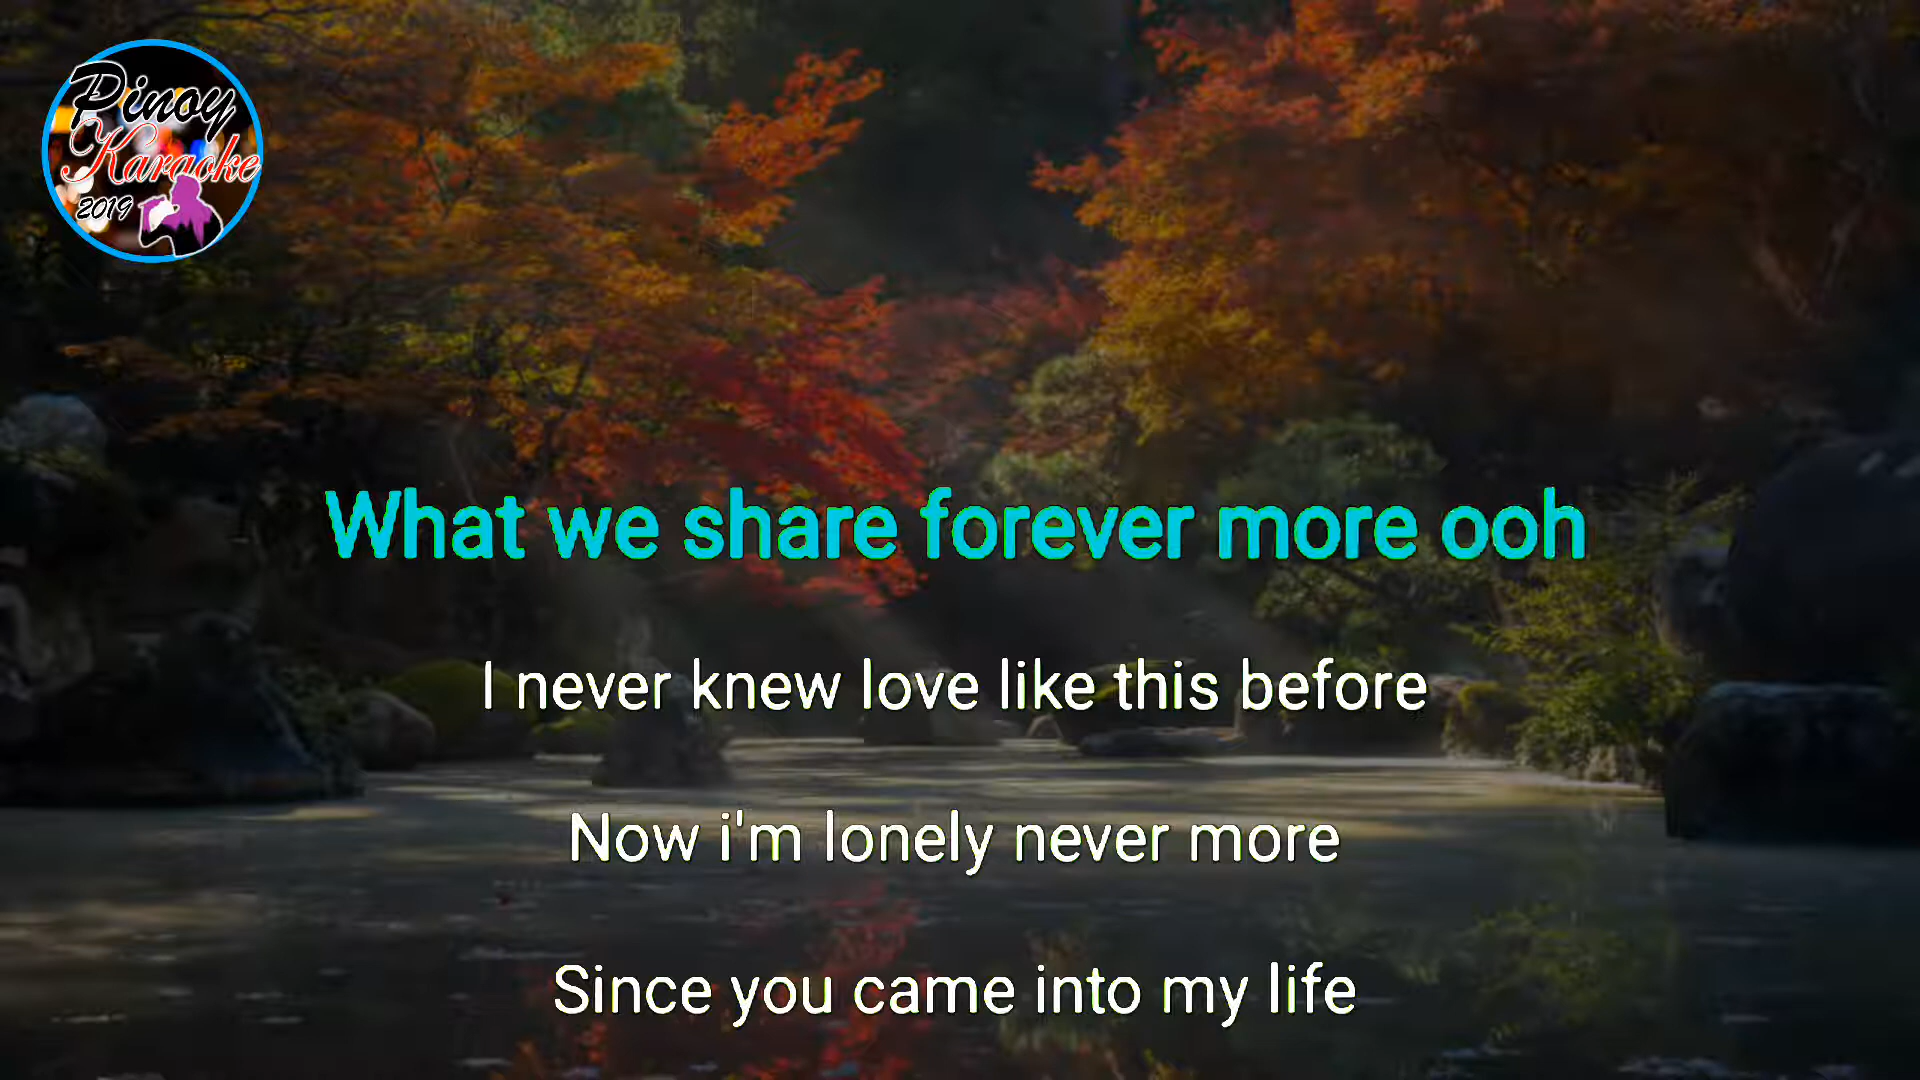 Pinoy
Karaoke
2019
What we share forever more ooh
I never knew love like this before
Now i'm lonely never more
Since you came into my life